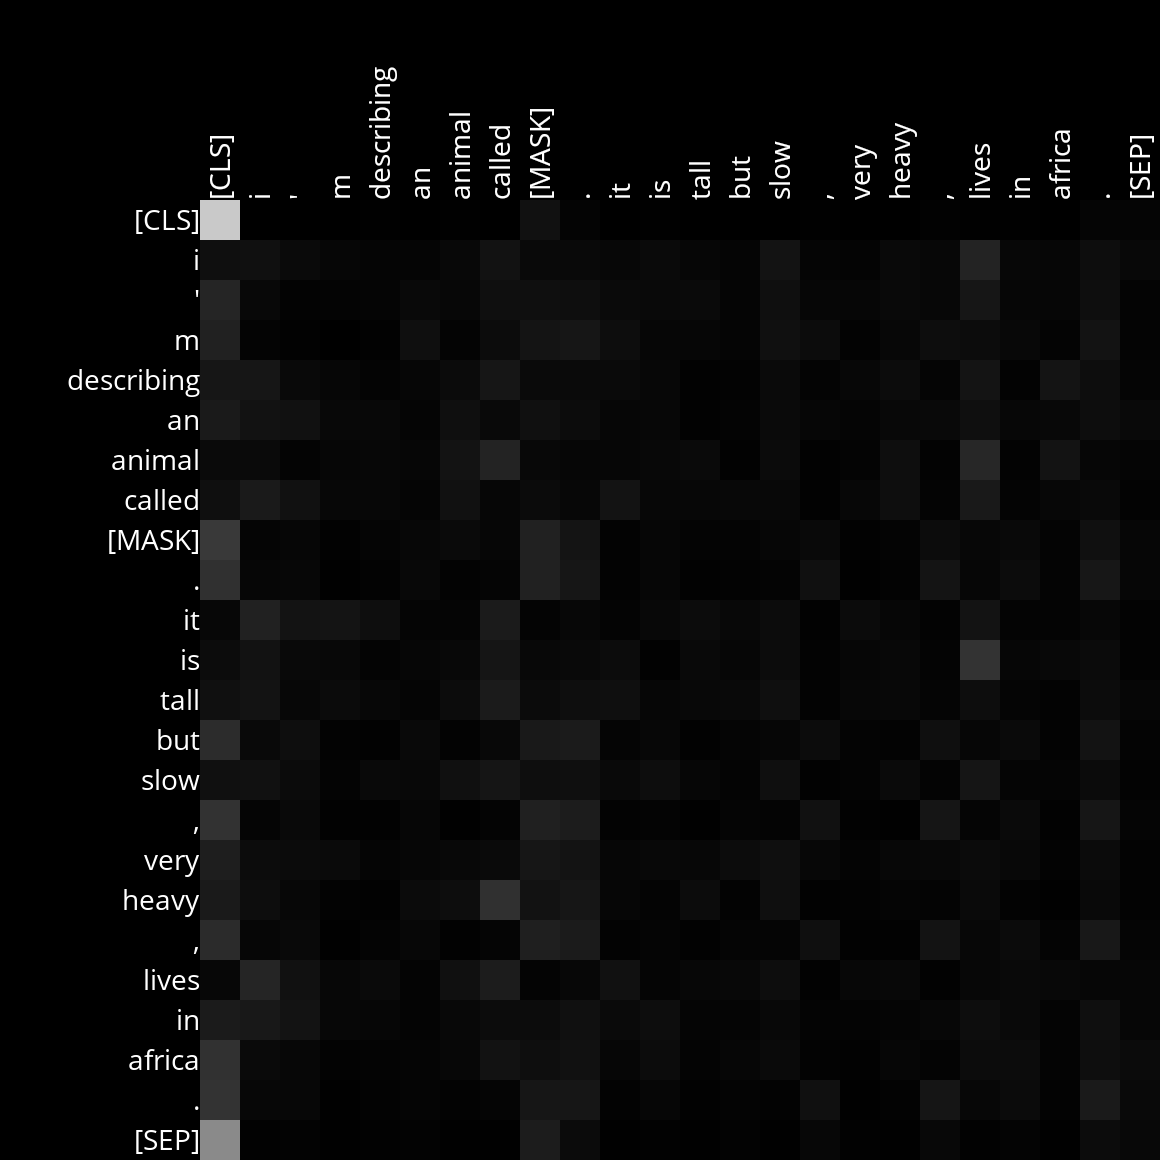 [CLS] i ' m describing an animal called [MASK] . it is tall but slow , very heavy , lives in africa . [SEP]
[CLS]
i
'
m
describing
an
animal
called
[MASK]
.
it
is
tall
but
slow
,
very
heavy
,
lives
in
africa
.
[SEP]